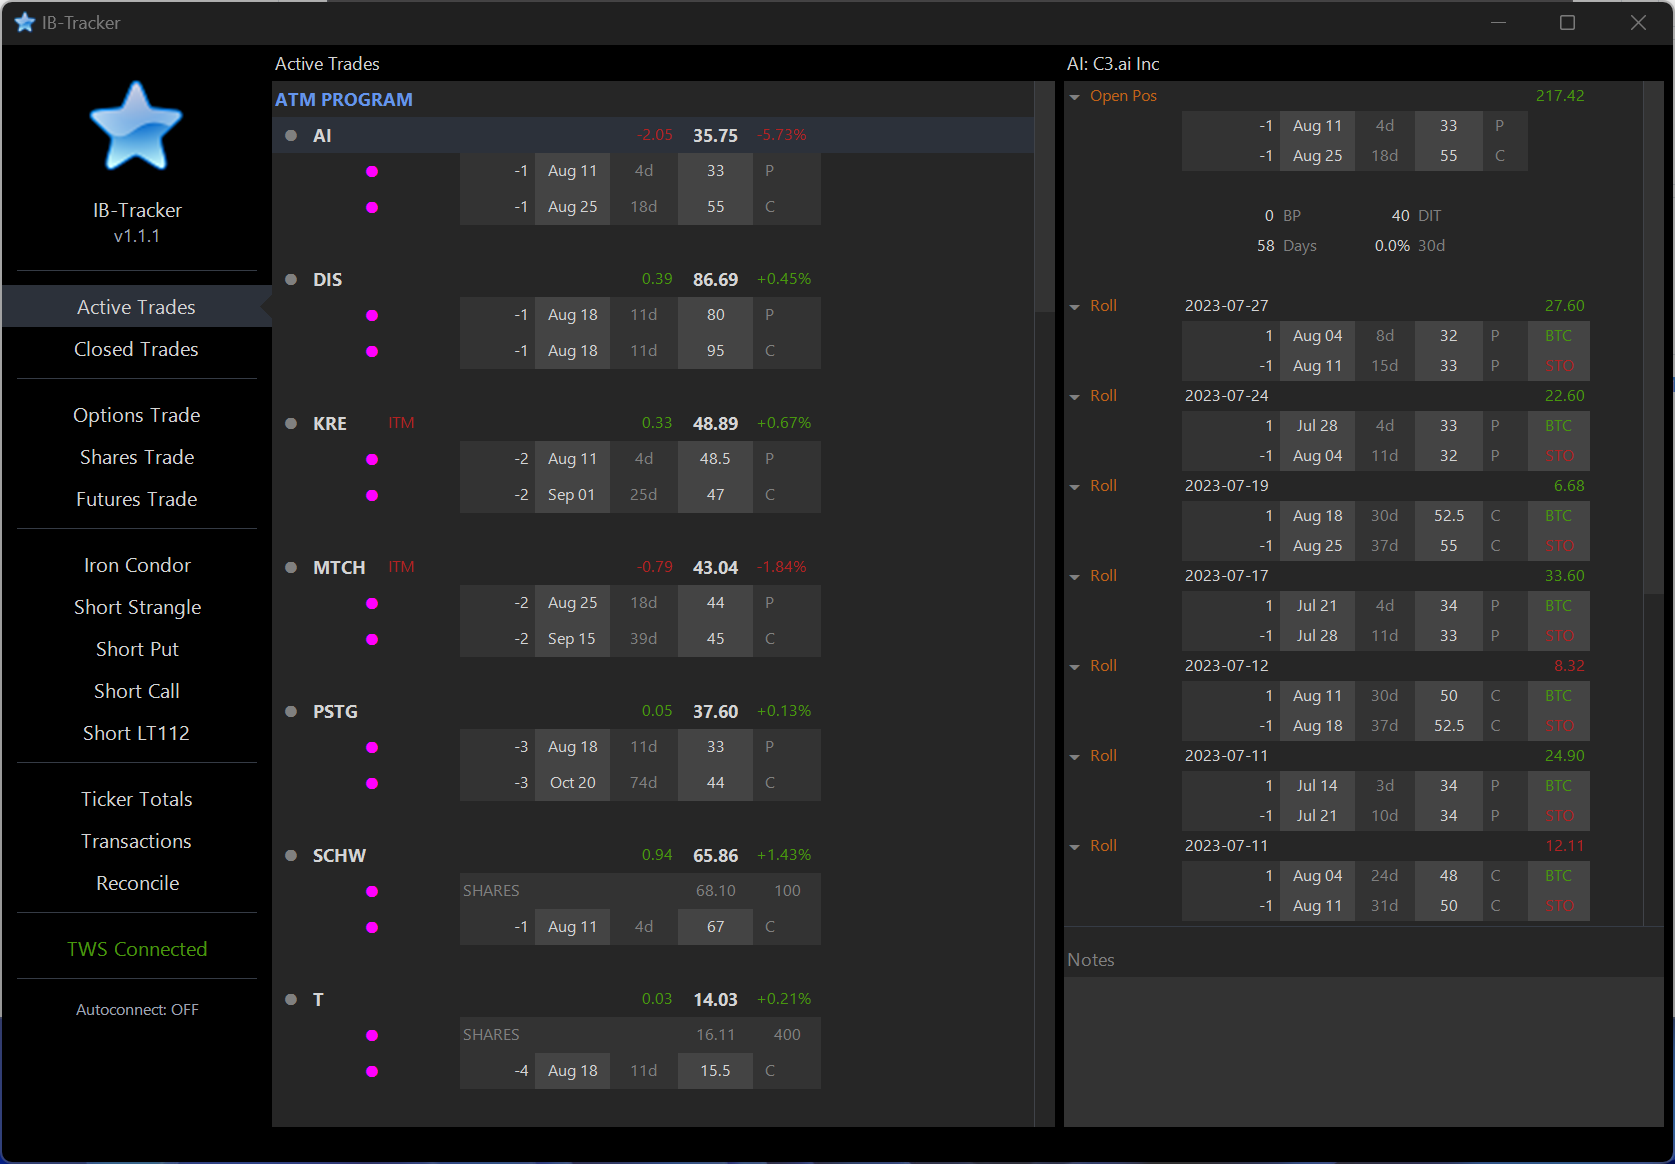 IB-Tracker
IB-Tracker
v1.1.1
Active Trades
Closed Trades
Options Trade
Shares Trade
Futures Trade
Iron Condor
Short Strangle
Short Put
Short Call
Short LT112
Ticker Totals
Transactions
Reconcile
TWS Connected
Autoconnect: OFF
Active Trades
ATM PROGRAM
AI -2.05 35.75 -5.73%
-1 Aug 11 4d 33 P
-1 Aug 25 18d 55 C
DIS 0.39 86.69 +0.45%
-1 Aug 18 11d 80 P
-1 Aug 18 11d 95 C
KRE ITM 0.33 48.89 +0.67%
-2 Aug 11 4d 48.5 P
-2 Sep 01 25d 47 C
MTCH ITM -0.79 43.04 -1.84%
-2 Aug 25 18d 44 P
-2 Sep 15 39d 45 C
PSTG 0.05 37.60 +0.13%
-3 Aug 18 11d 33 P
-3 Oct 20 74d 44 C
SCHW 0.94 65.86 +1.43%
SHARES 68.10 100
-1 Aug 11 4d 67 C
T 0.03 14.03 +0.21%
SHARES 16.11 400
-4 Aug 18 11d 15.5 C
AI: C3.ai Inc
Open Pos 217.42
-1 Aug 11 4d 33 P
-1 Aug 25 18d 55 C
0 BP 40 DIT
58 Days 0.0% 30d
Roll 2023-07-27 27.60
1 Aug 04 8d 32 P BTC
-1 Aug 11 15d 33 P STO
Roll 2023-07-24 22.60
1 Jul 28 4d 33 P BTC
-1 Aug 04 11d 32 P STO
Roll 2023-07-19 6.68
1 Aug 18 30d 52.5 C BTC
-1 Aug 25 37d 55 C STO
Roll 2023-07-17 33.60
1 Jul 21 4d 34 P BTC
-1 Jul 28 11d 33 P STO
Roll 2023-07-12 8.32
1 Aug 11 30d 50 C BTC
-1 Aug 18 37d 52.5 C STO
Roll 2023-07-11 24.90
1 Jul 14 3d 34 P BTC
-1 Jul 21 10d 34 P STO
Roll 2023-07-11 12.11
1 Aug 04 24d 48 C BTC
-1 Aug 11 31d 50 C STO
Notes